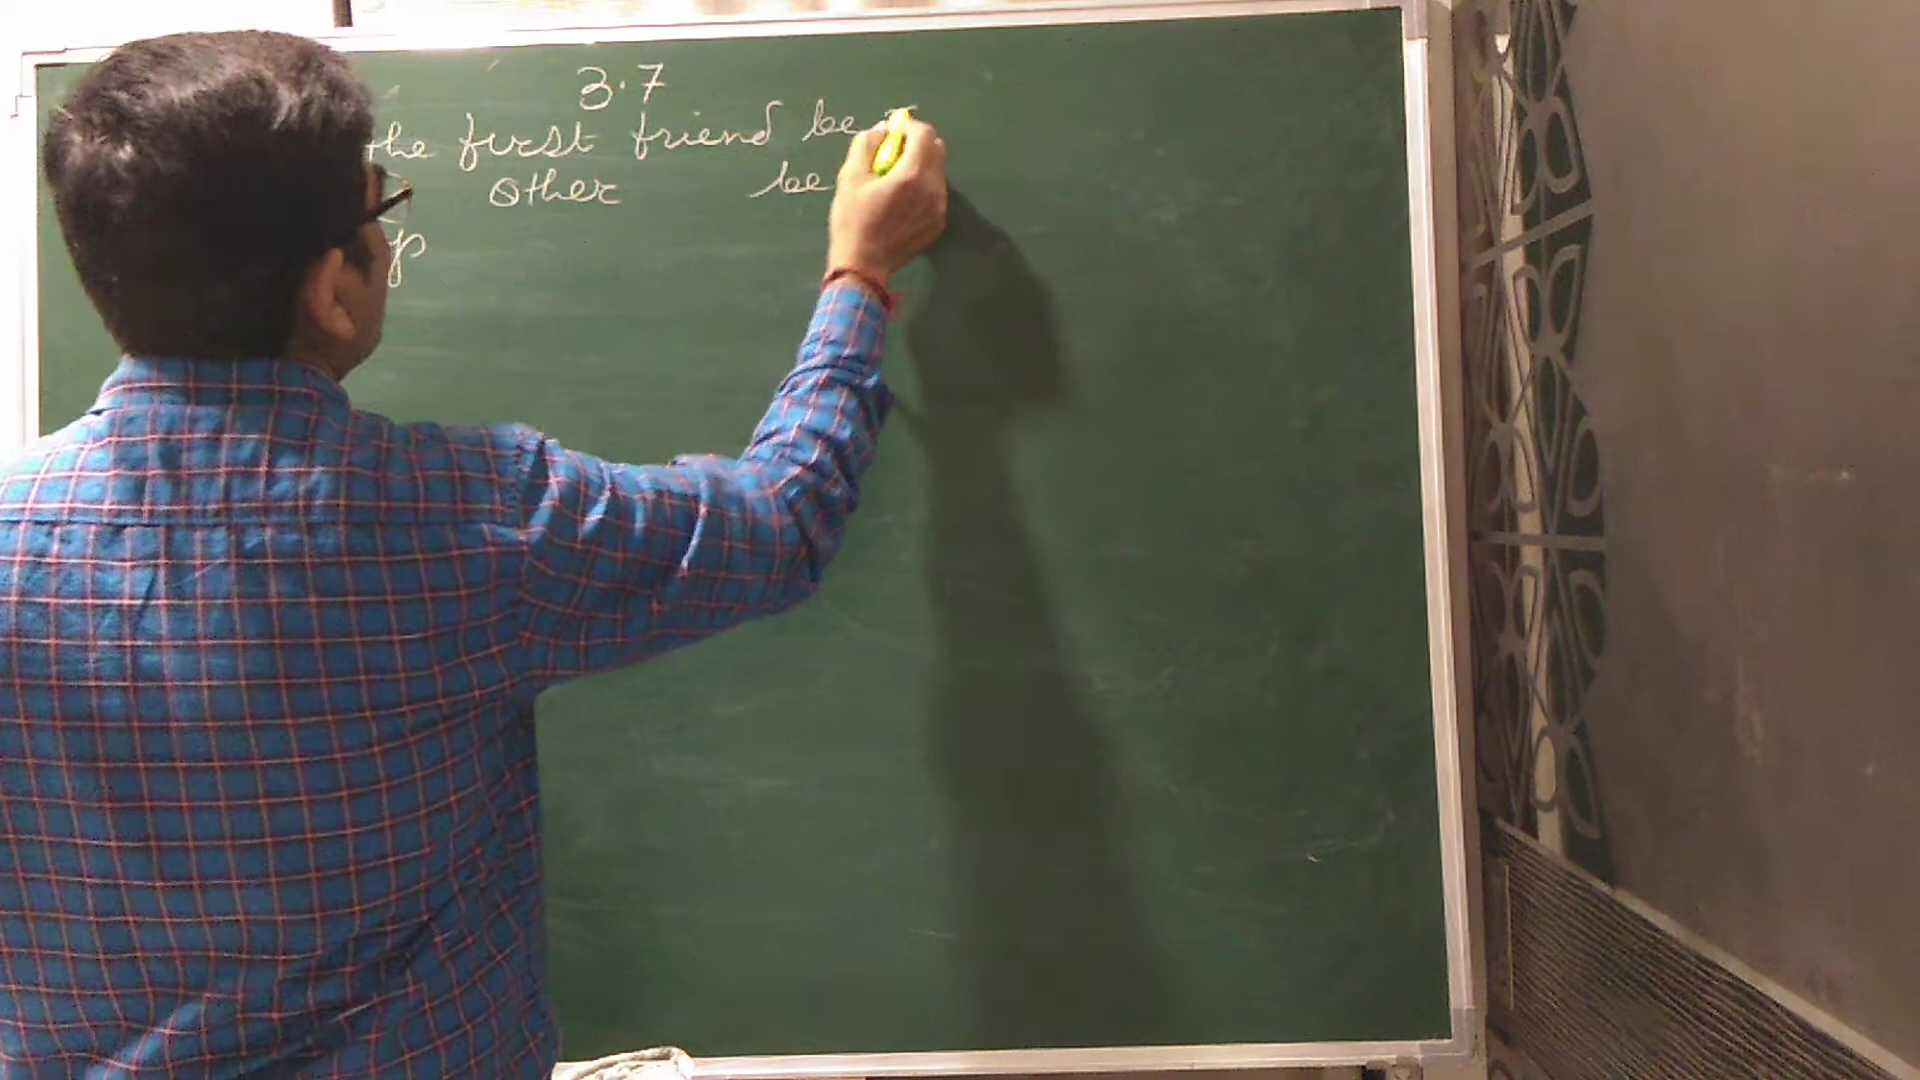 3.7
the first friend be
other be